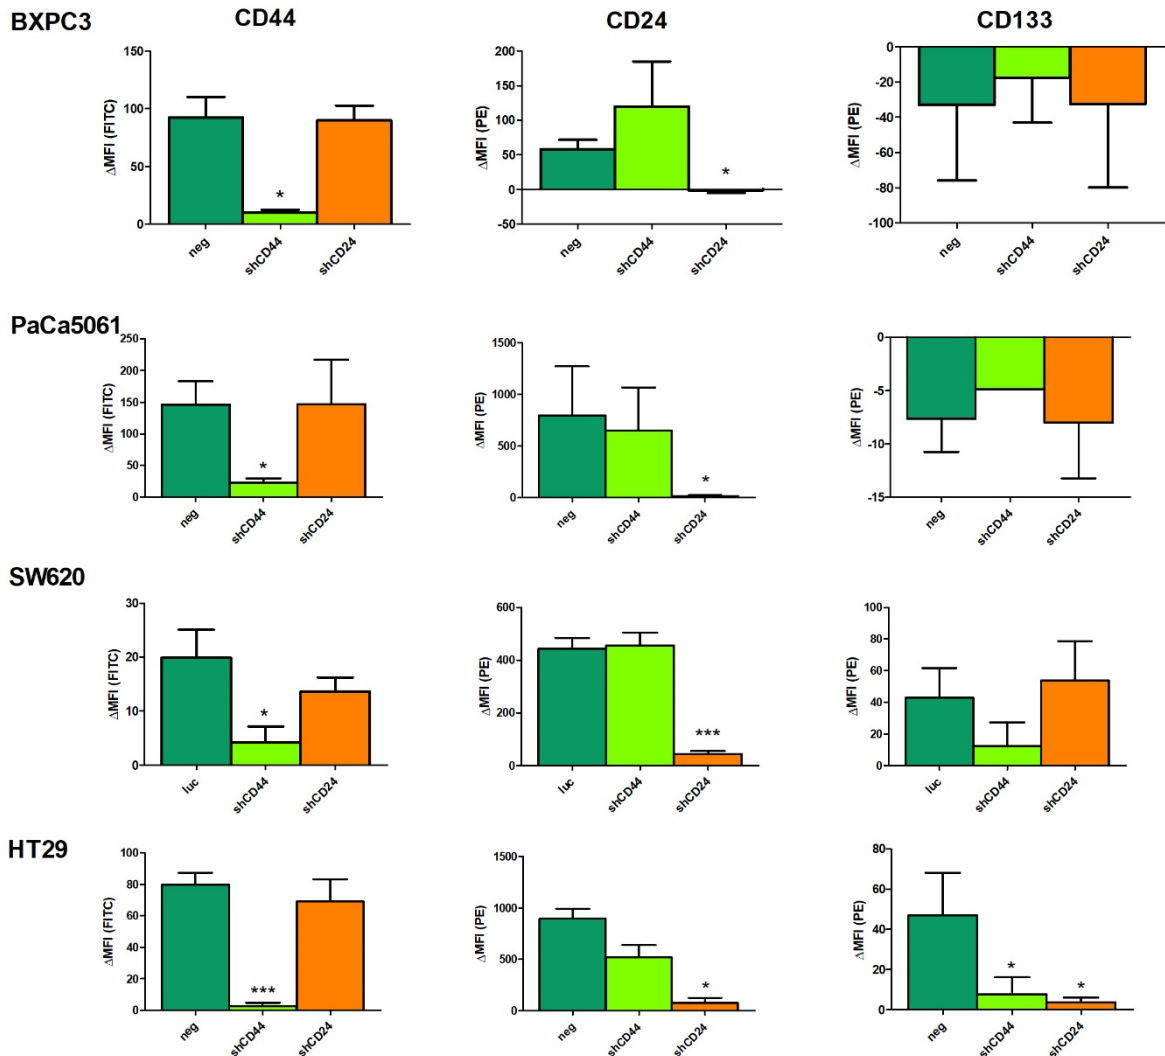 BXPC3
CD44
CD24
CD133
ΔMFI (FITC)
150
100
50
0
*
neg
shCD44
shCD24
ΔMFI (PE)
200
150
100
50
0
-50
*
neg
shCD44
shCD24
ΔMFI (PE)
0
-20
-40
-60
-80
-100
neg
shCD44
shCD24
PaCa5061
ΔMFI (FITC)
250
200
150
100
50
0
*
neg
shCD44
shCD24
ΔMFI (PE)
1500
1000
500
0
*
neg
shCD44
shCD24
ΔMFI (PE)
0
-5
-10
-15
neg
shCD44
shCD24
SW620
ΔMFI (FITC)
30
20
10
0
*
luc
shCD44
shCD24
ΔMFI (PE)
600
400
200
0
***
luc
shCD44
shCD24
ΔMFI (PE)
100
80
60
40
20
0
luc
shCD44
shCD24
HT29
ΔMFI (FITC)
100
80
60
40
20
0
***
neg
shCD44
shCD24
ΔMFI (PE)
1500
1000
500
0
*
neg
shCD44
shCD24
ΔMFI (PE)
80
60
40
20
0
*
*
neg
shCD44
shCD24